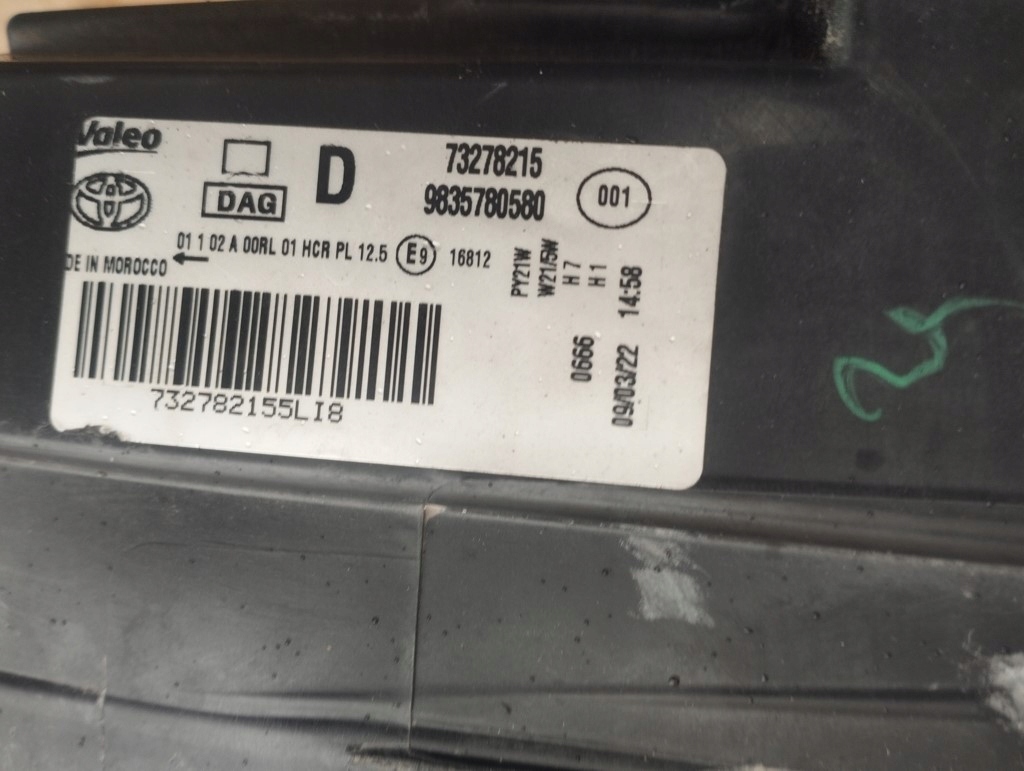 Valeo
DAG
D
73278215
9835780580
001
01 1 02 A 00RL 01 HCR PL 12.5
E9
16812
DE IN MOROCCO
PY21W
W21/5W
H7
H1
0666
09/03/22 14:58
732782155LI8